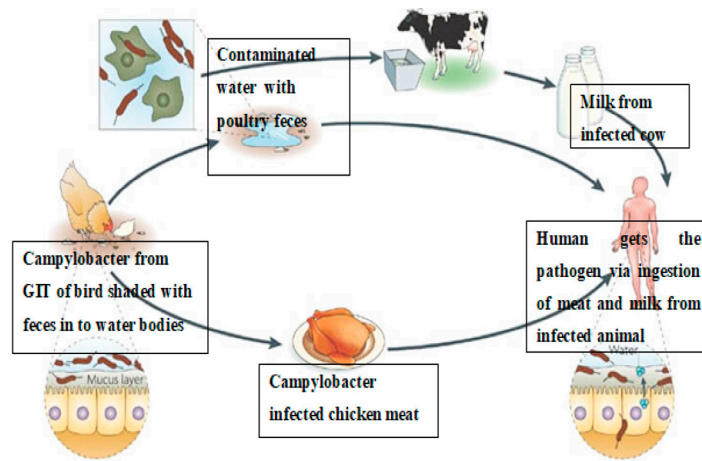 Contaminated
water with
poultry feces
Milk from
infected cow
Campylobacter from
GIT of bird shaded with
feces in to water bodies
Human gets the
pathogen via ingestion
of meat and milk from
infected animal
Campylobacter
infected chicken meat
Mucus layer
Water